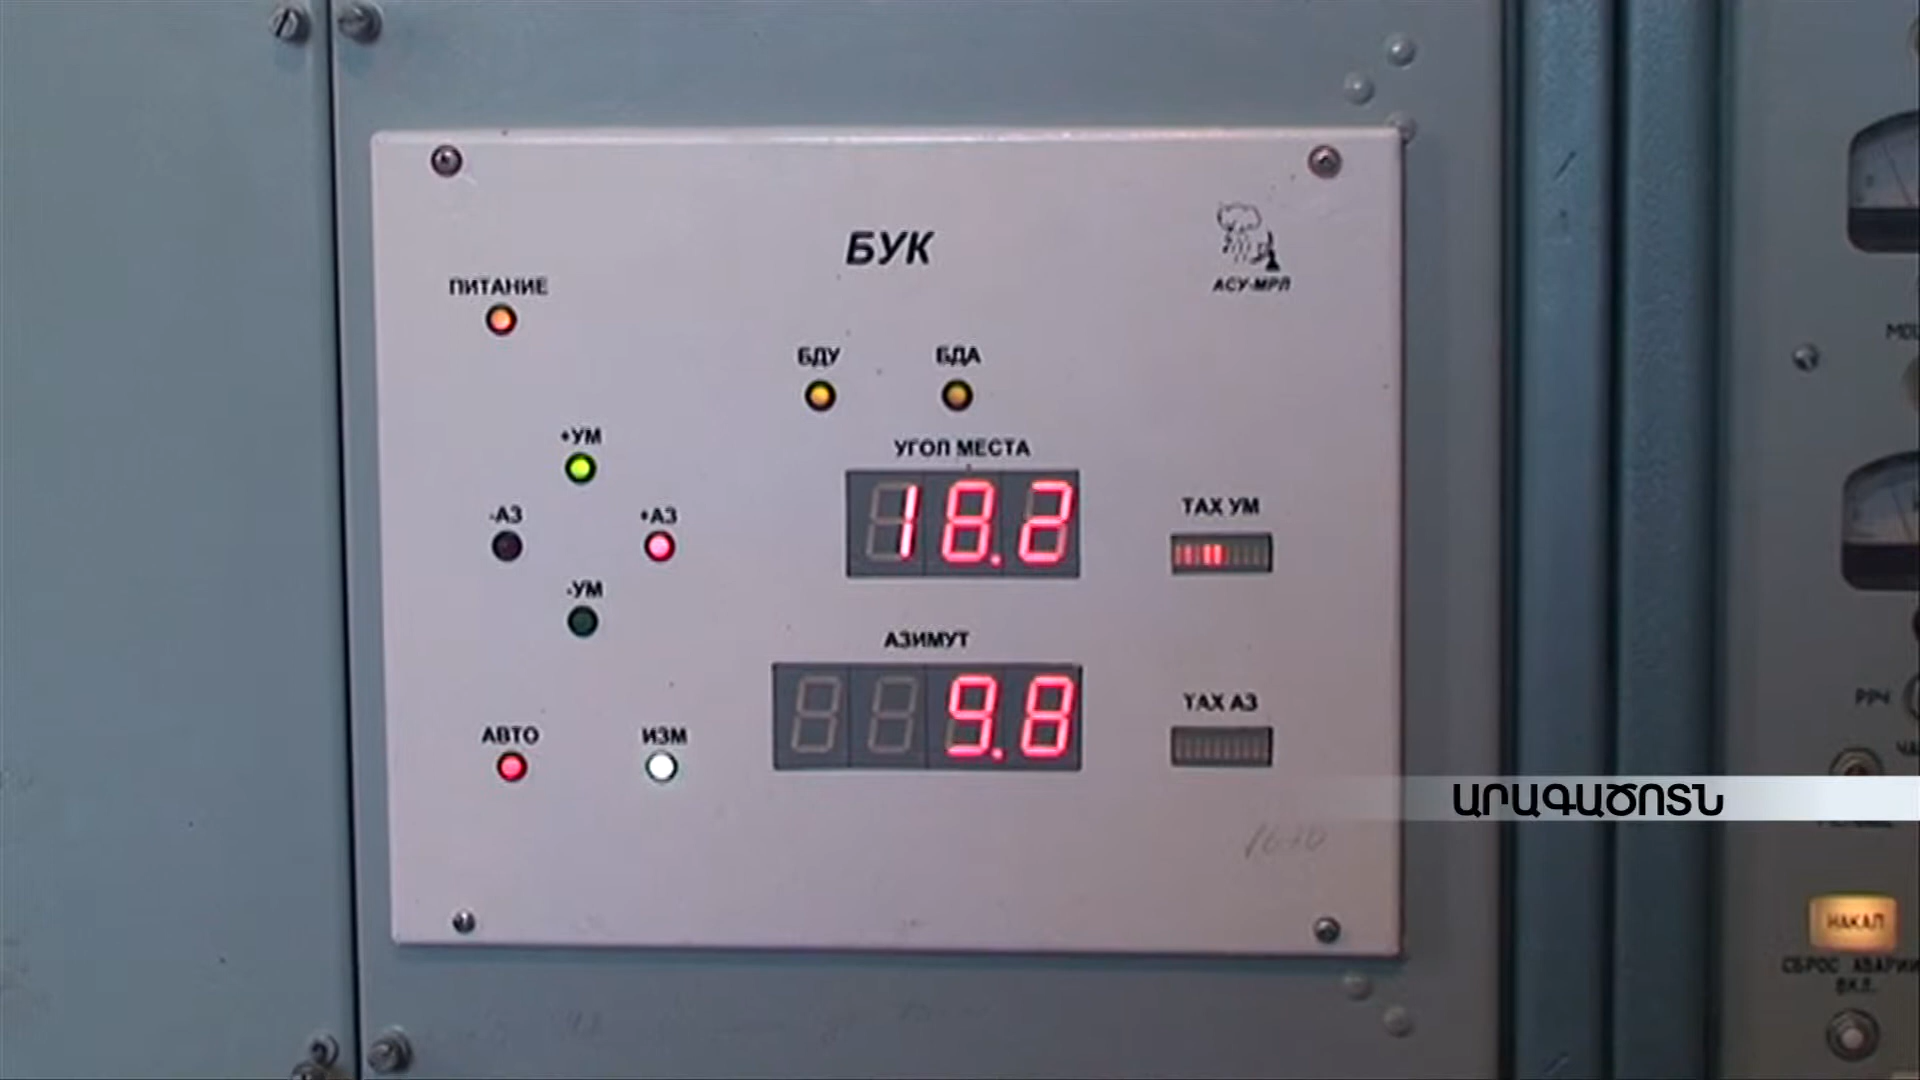 БУК
АСУ-МРЛ
ПИТАНИЕ
БДУ
БДА
+УМ
УГОЛ МЕСТА
18.2
ТАХ УМ
-АЗ
+АЗ
-УМ
АЗИМУТ
9.8
ТАХ АЗ
АВТО
ИЗМ
РРЧ
ԱՐԱԳԱԾՈՏՆ
НАКАЛ
СБРОС АВАРИИ
ВКЛ.